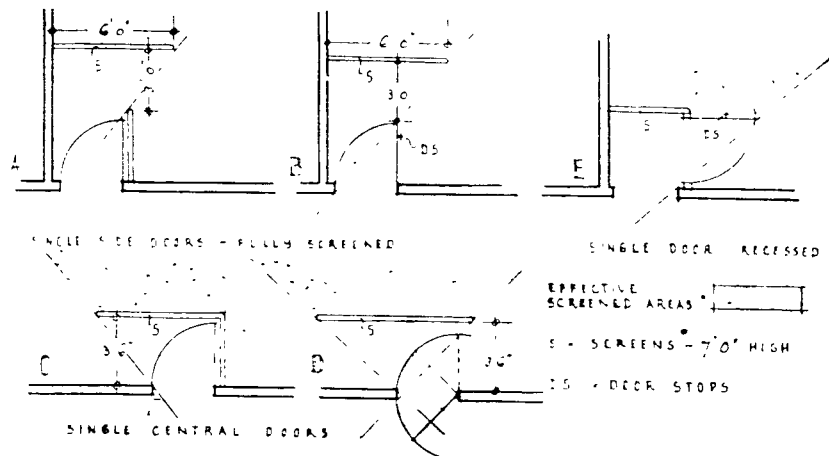 6'0"
6'0"
S
S
3'0
S
DS
DS
A
B
E
SINGLE SIDE DOORS - FULLY SCREENED
SINGLE DOOR RECESSED
EFFECTIVE
SCREENED AREAS
S
S
S - SCREENS - 7'0" HIGH
C
3'6"
D
3'6"
DS - DOOR STOPS
SINGLE CENTRAL DOORS